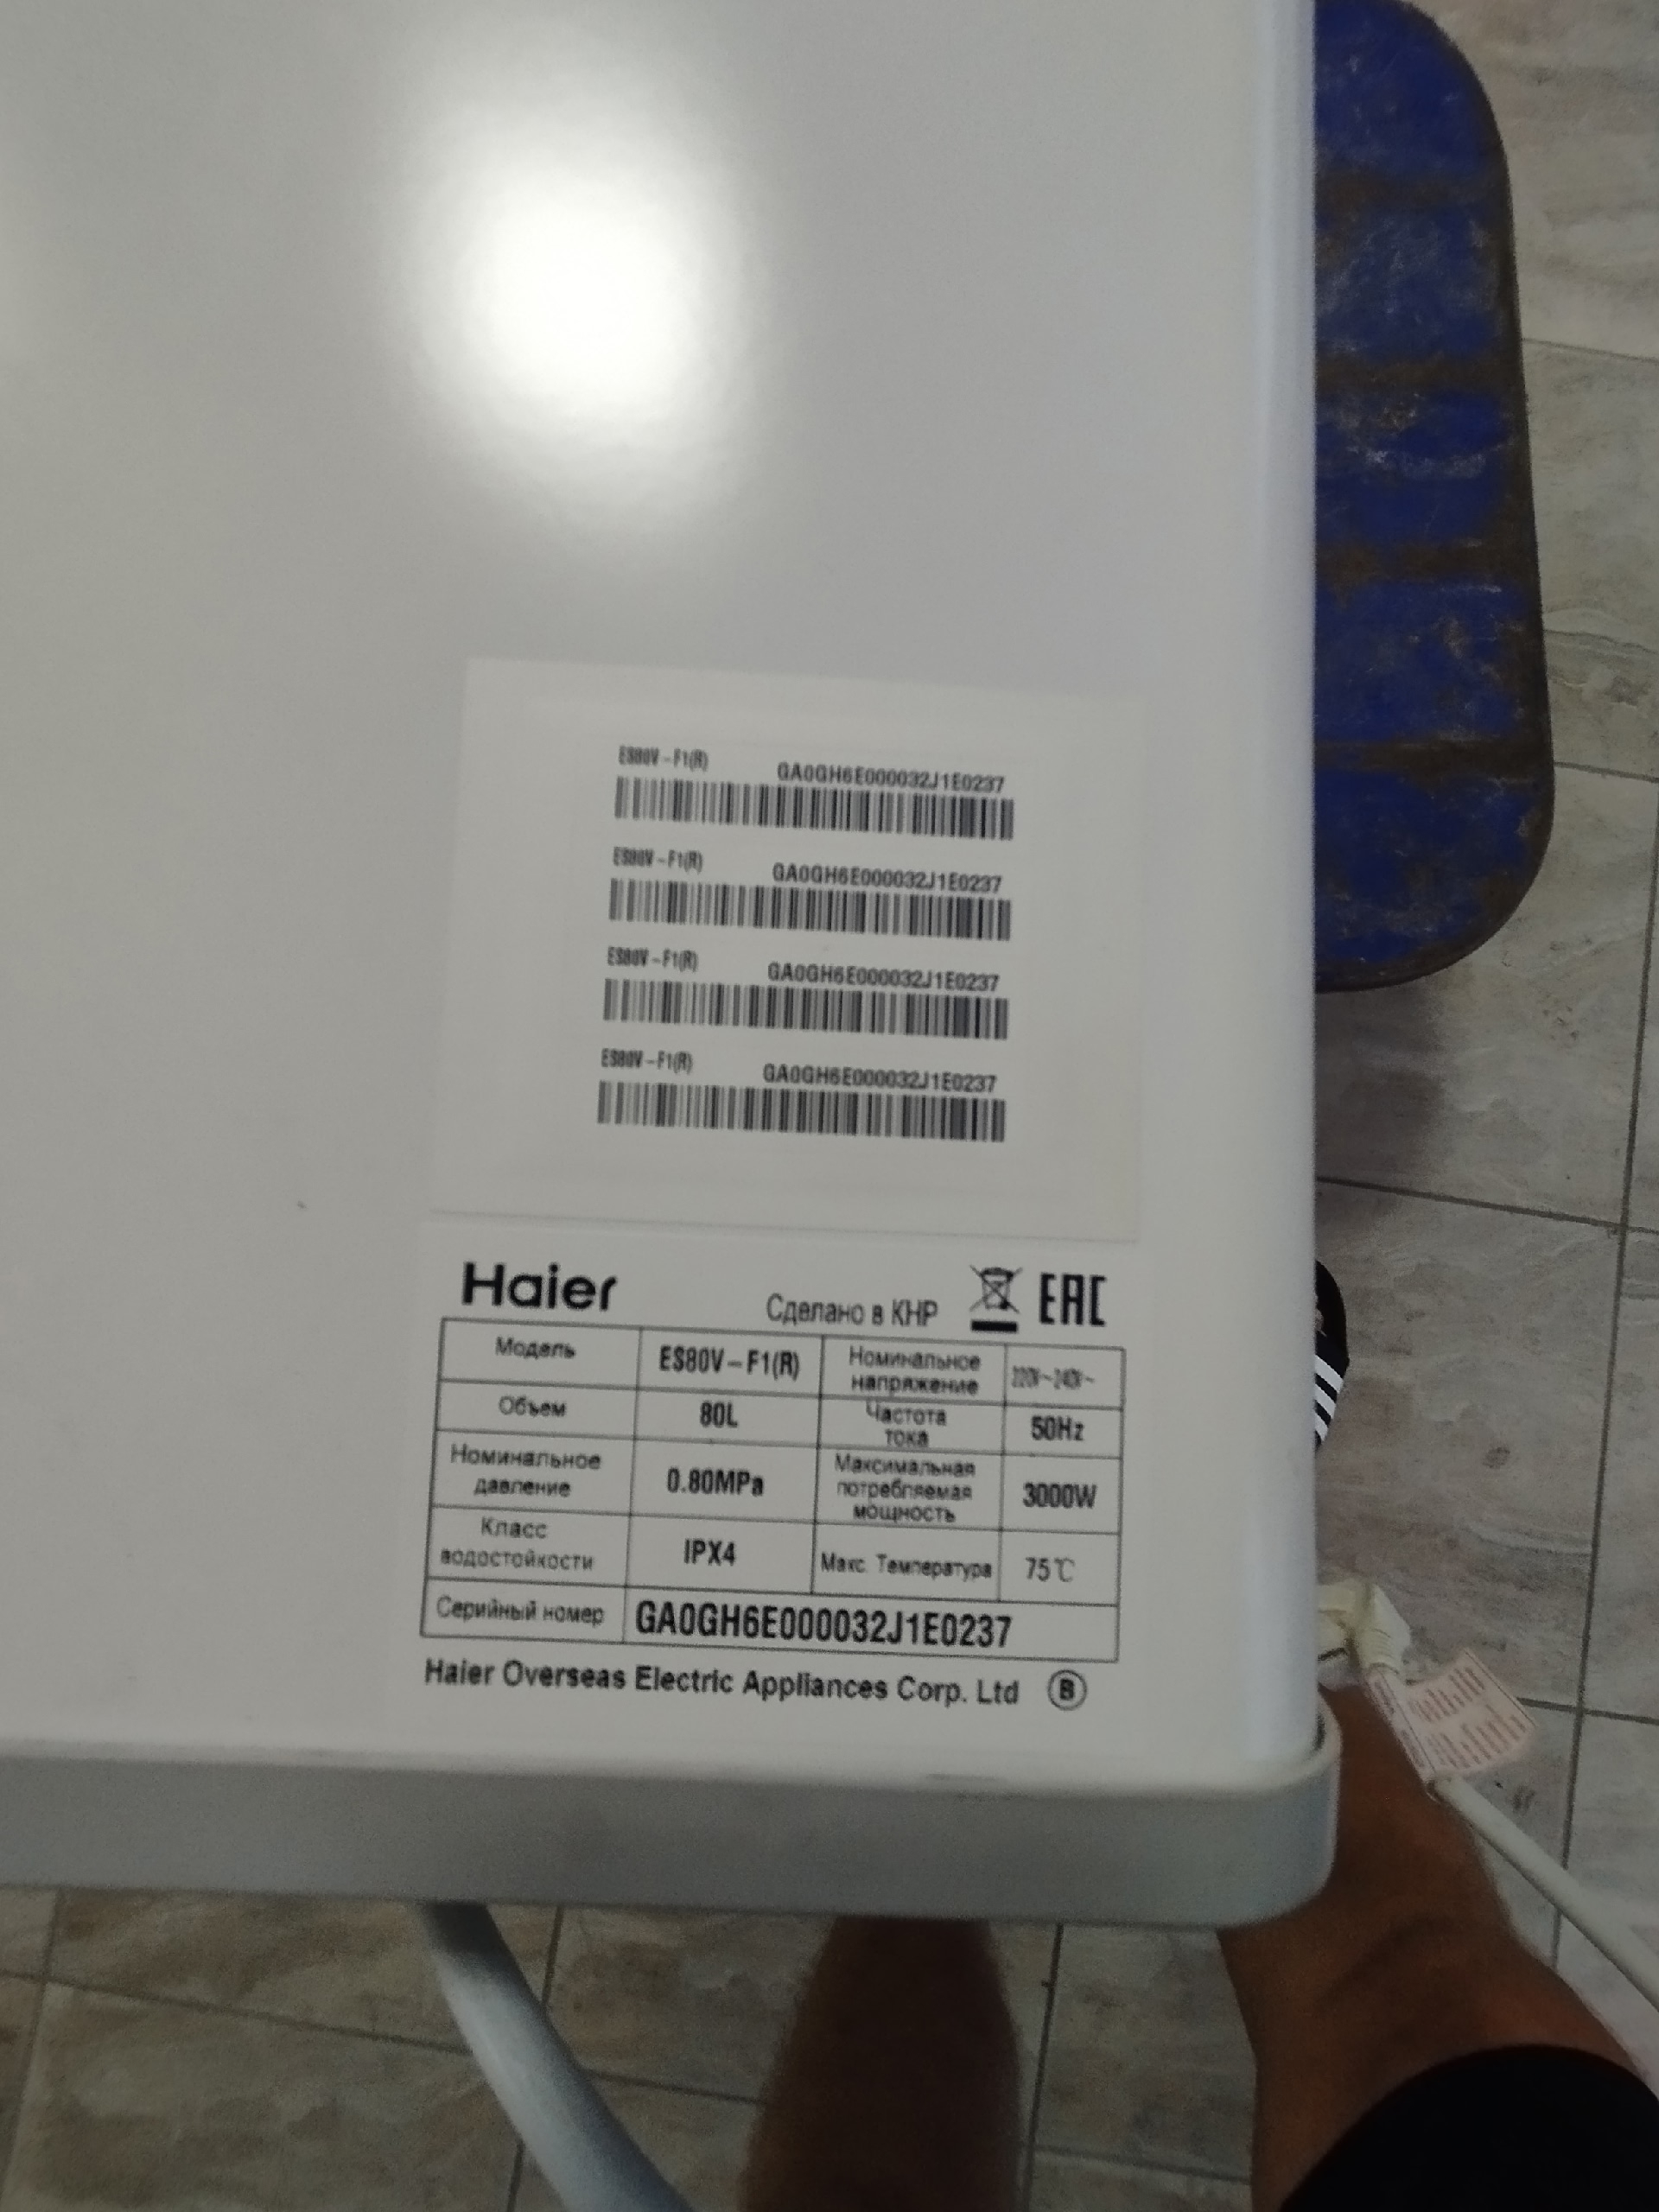 ES80V-F1(R) GA0GH6E000032J1E0237
ES80V-F1(R) GA0GH6E000032J1E0237
ES80V-F1(R) GA0GH6E000032J1E0237
ES80V-F1(R) GA0GH6E000032J1E0237
Haier Сделано в КНР EAC
Модель ES80V-F1(R) Номинальное напряжение 220V~240V~
Объем 80L Частота тока 50Hz
Номинальное давление 0.80MPa Максимальная потребляемая мощность 3000W
Класс водостойкости IPX4 Макс. Температура 75℃
Серийный номер GA0GH6E000032J1E0237
Haier Overseas Electric Appliances Corp. Ltd B